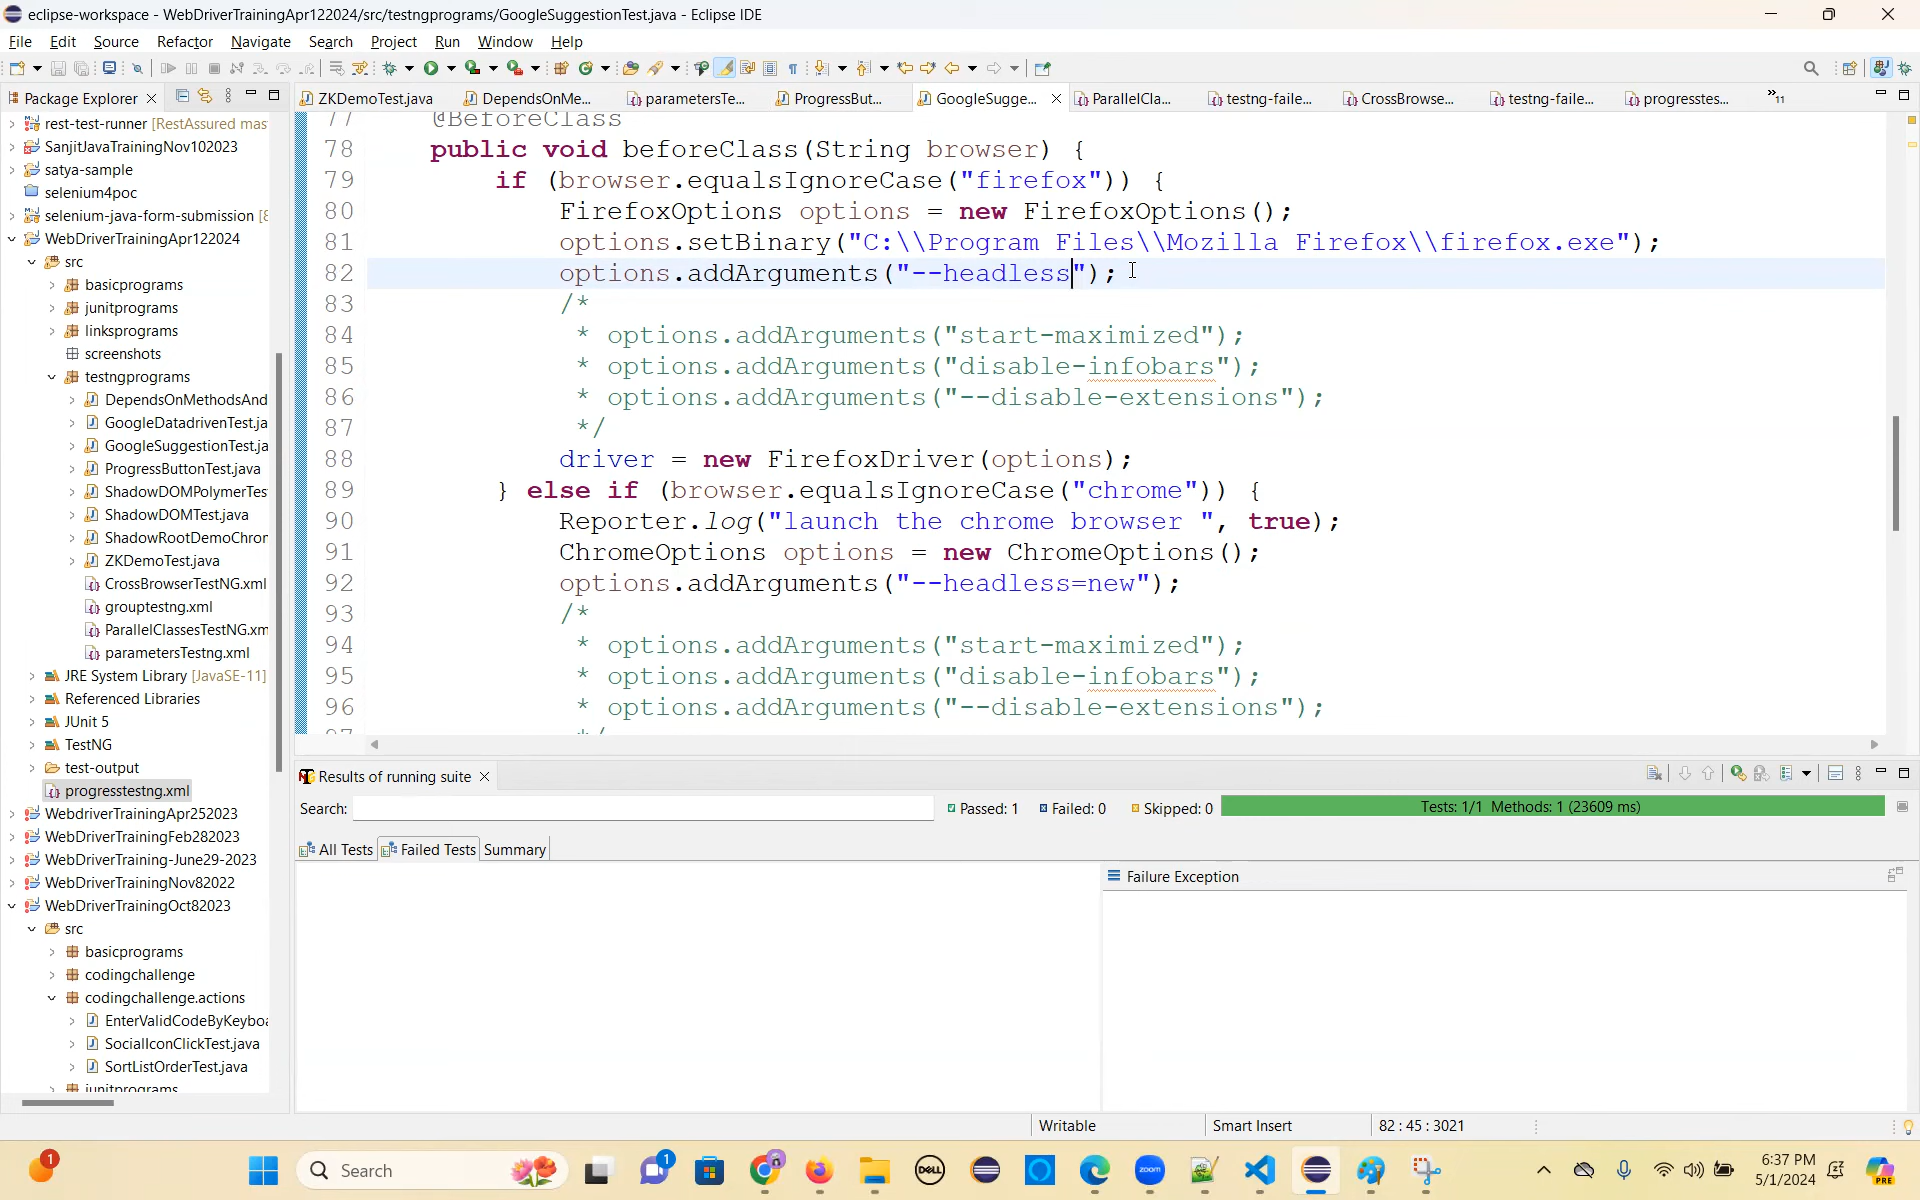 eclipse-workspace - WebDriverTrainingApr122024/src/testngprograms/GoogleSuggestionTest.java - Eclipse IDE
File Edit Source Refactor Navigate Search Project Run Window Help
Package Explorer
ZKDemoTest.java DependsOnMe... parametersTe... ProgressBut... GoogleSugge... ParallelCla... testng-faile... CrossBrowse... testng-faile... progresstes... »11
rest-test-runner [RestAssured mas
SanjitJavaTrainingNov102023
satya-sample
selenium4poc
selenium-java-form-submission [8
WebDriverTrainingApr122024
src
basicprograms
junitprograms
linksprograms
screenshots
testngprograms
DependsOnMethodsAnd
GoogleDatadrivenTest.ja
GoogleSuggestionTest.ja
ProgressButtonTest.java
ShadowDOMPolymerTes
ShadowDOMTest.java
ShadowRootDemoChron
ZKDemoTest.java
CrossBrowserTestNG.xml
grouptestng.xml
ParallelClassesTestNG.xm
parametersTestng.xml
JRE System Library [JavaSE-11]
Referenced Libraries
JUnit 5
TestNG
test-output
progresstestng.xml
WebdriverTrainingApr252023
WebDriverTrainingFeb282023
WebDriverTraining-June29-2023
WebDriverTrainingNov82022
WebDriverTrainingOct82023
src
basicprograms
codingchallenge
codingchallenge.actions
EnterValidCodeByKeyboa
SocialIconClickTest.java
SortListOrderTest.java
junitprograms
77 @BeforeClass
78 public void beforeClass(String browser) {
79 if (browser.equalsIgnoreCase("firefox")) {
80 FirefoxOptions options = new FirefoxOptions();
81 options.setBinary("C:\\Program Files\\Mozilla Firefox\\firefox.exe");
82 options.addArguments("--headless");
83 /*
84 * options.addArguments("start-maximized");
85 * options.addArguments("disable-infobars");
86 * options.addArguments("--disable-extensions");
87 */
88 driver = new FirefoxDriver(options);
89 } else if (browser.equalsIgnoreCase("chrome")) {
90 Reporter.log("launch the chrome browser ", true);
91 ChromeOptions options = new ChromeOptions();
92 options.addArguments("--headless=new");
93 /*
94 * options.addArguments("start-maximized");
95 * options.addArguments("disable-infobars");
96 * options.addArguments("--disable-extensions");
97 */
Results of running suite
Search: Passed: 1 Failed: 0 Skipped: 0 Tests: 1/1 Methods: 1 (23609 ms)
All Tests Failed Tests Summary
Failure Exception
Writable Smart Insert 82 : 45 : 3021
1 Search 1 DELL zoom 6:37 PM PRE
5/1/2024